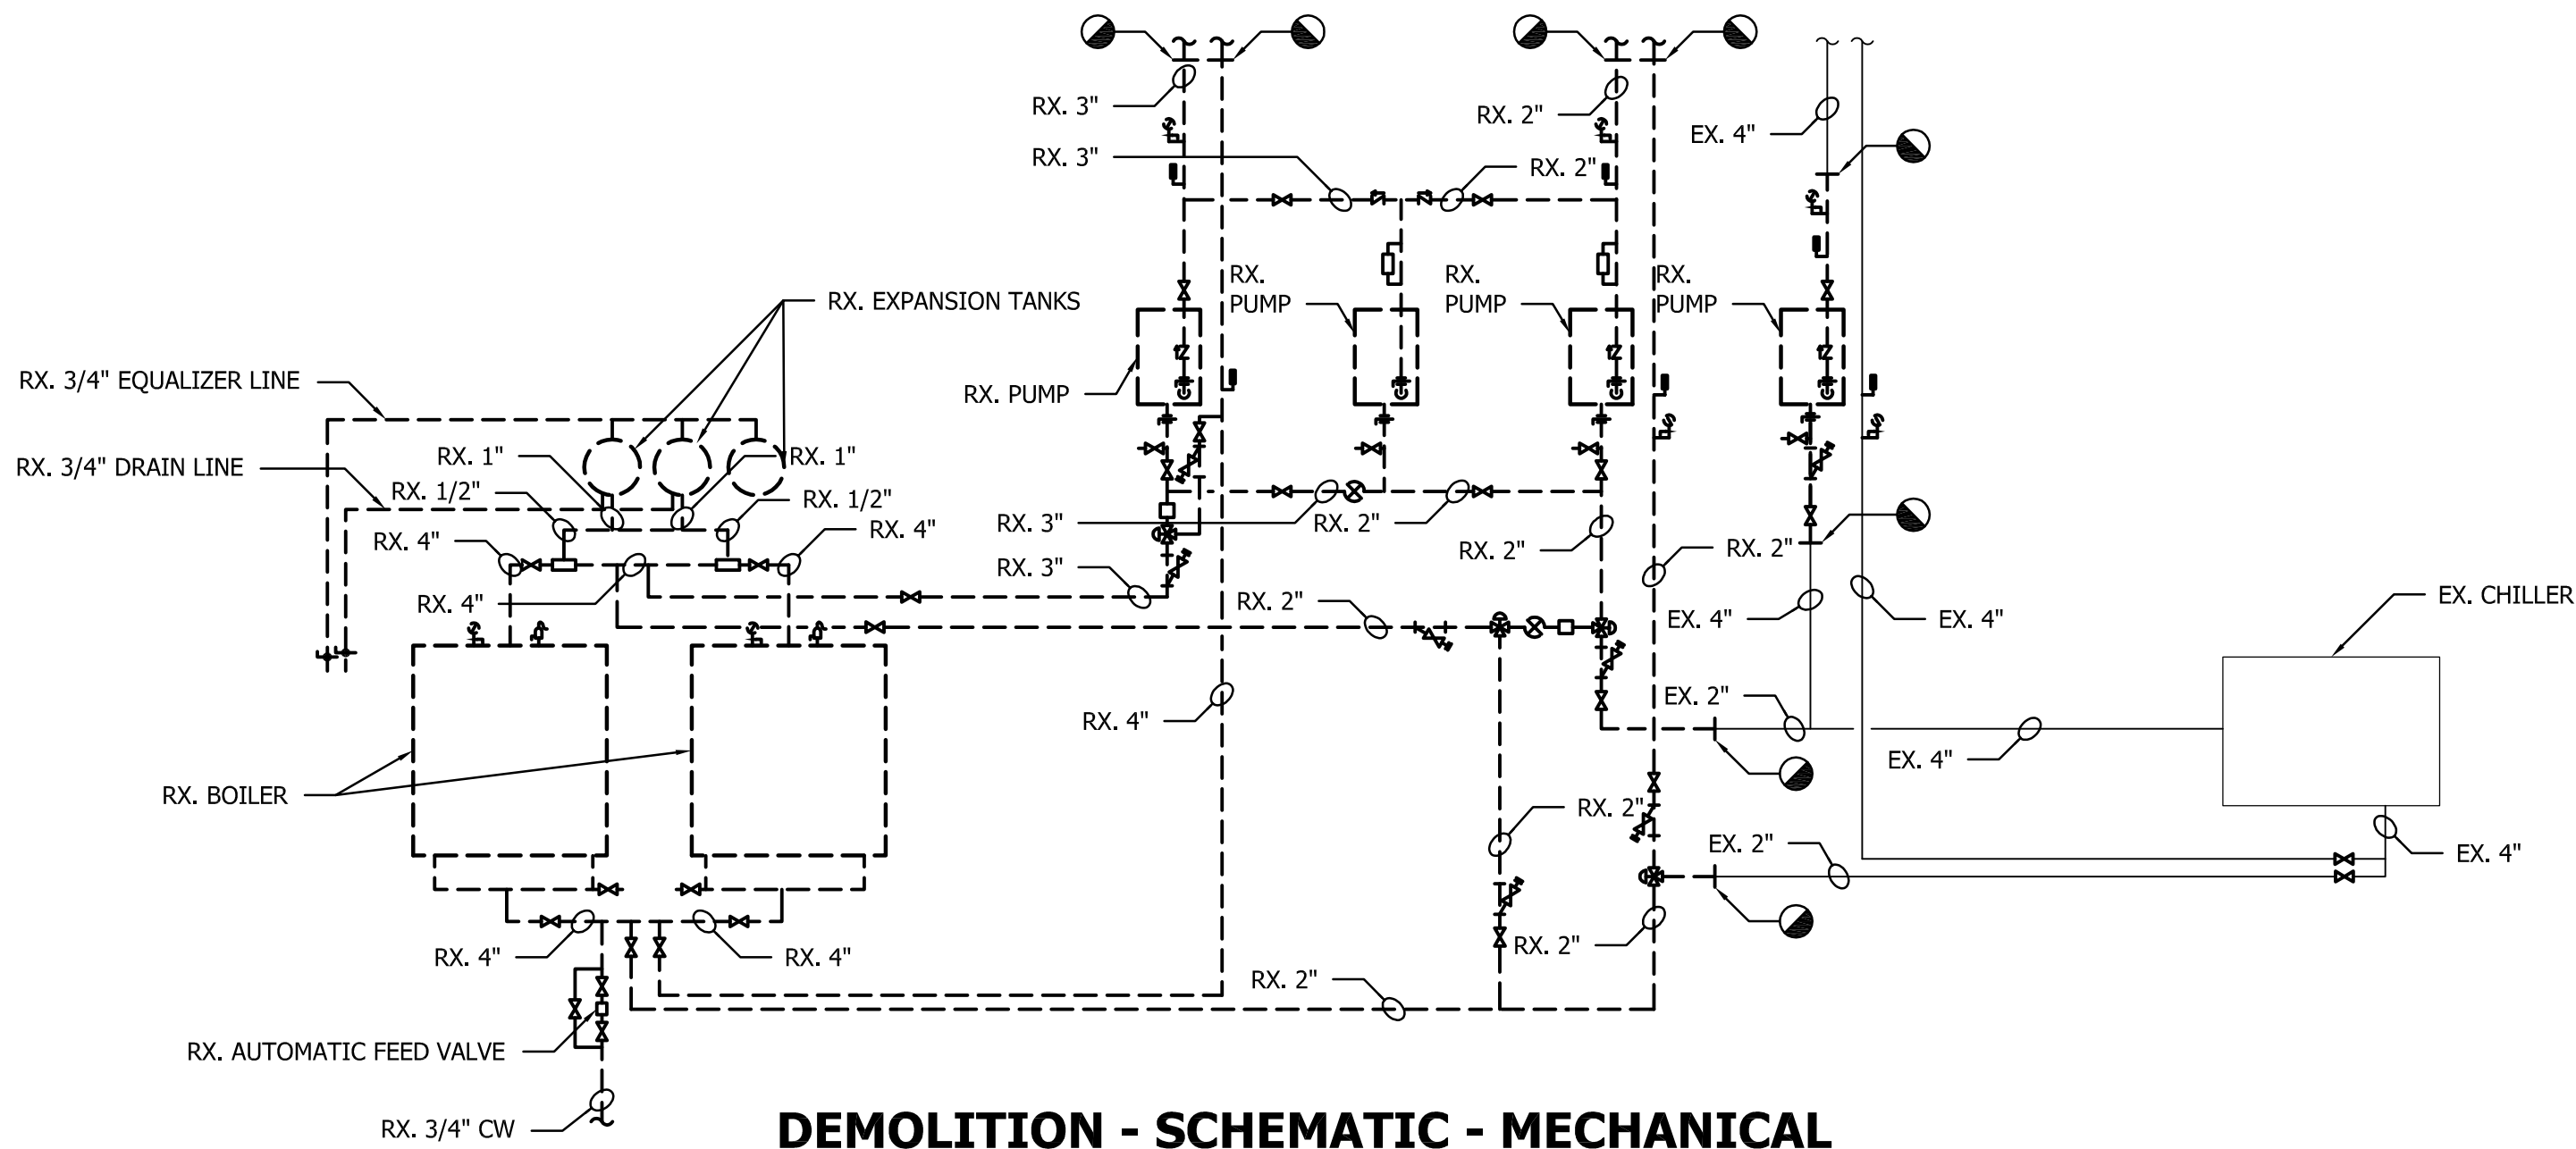 RX. 3"
RX. 2"
EX. 4"
RX. 3"
RX. 2"
RX. EXPANSION TANKS
RX.
PUMP
RX.
PUMP
RX.
PUMP
RX. 3/4" EQUALIZER LINE
RX. PUMP
RX. 3/4" DRAIN LINE
RX. 1"
RX. 1"
RX. 1/2"
RX. 1/2"
RX. 4"
RX. 4"
RX. 3"
RX. 2"
RX. 2"
RX. 2"
RX. 3"
RX. 4"
RX. 2"
EX. 4"
EX. 4"
EX. CHILLER
EX. 2"
RX. 4"
EX. 4"
RX. BOILER
RX. 2"
EX. 2"
EX. 4"
RX. 4"
RX. 4"
RX. 2"
RX. 2"
RX. AUTOMATIC FEED VALVE
RX. 3/4" CW
DEMOLITION - SCHEMATIC - MECHANICAL